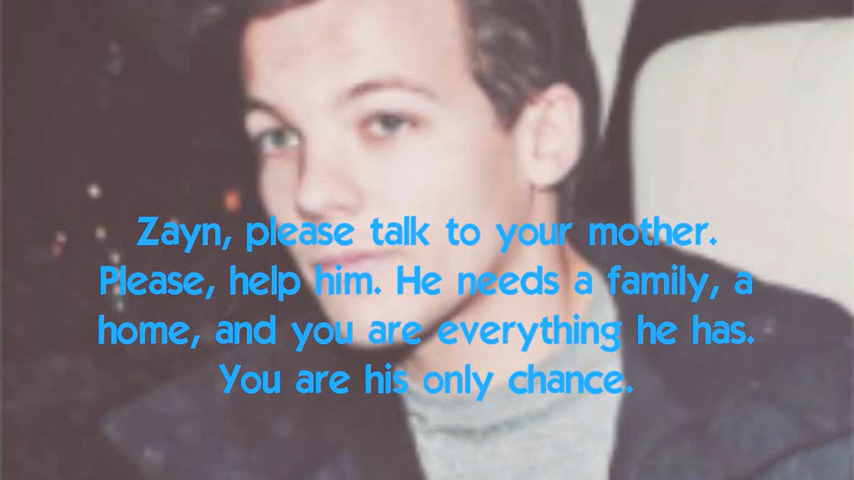 Zayn, please talk to your mother.
Please, help him. He needs a family, a
home, and you are everything he has.
You are his only chance.